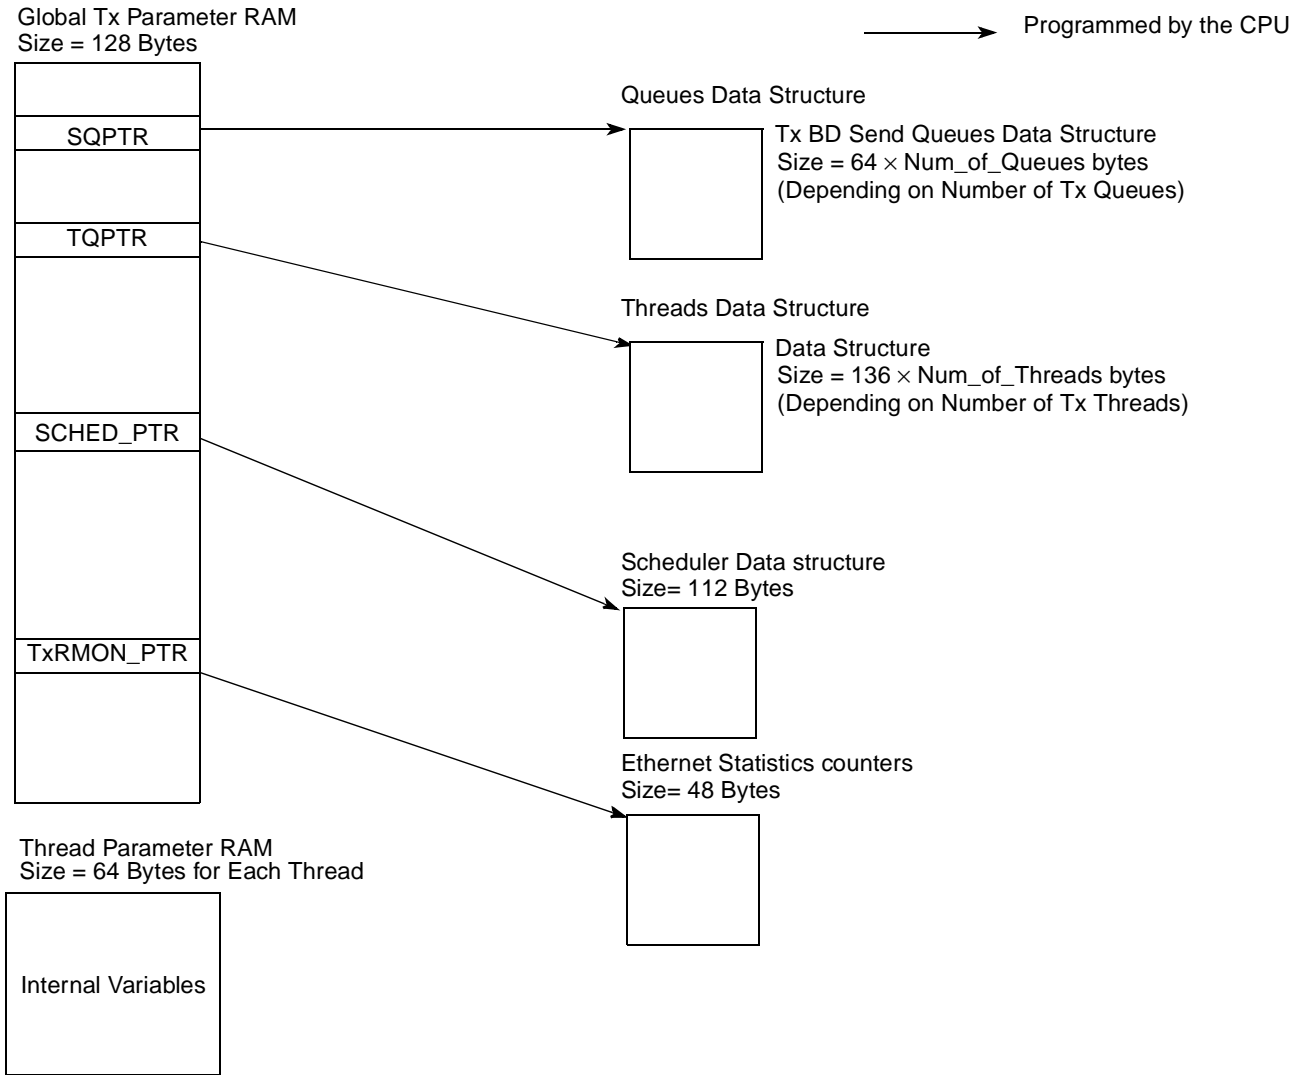 Global Tx Parameter RAM
Size = 128 Bytes
Programmed by the CPU
SQPTR
TQPTR
SCHED_PTR
TxRMON_PTR
Queues Data Structure
Tx BD Send Queues Data Structure
Size = 64 × Num_of_Queues bytes
(Depending on Number of Tx Queues)
Threads Data Structure
Data Structure
Size = 136 × Num_of_Threads bytes
(Depending on Number of Tx Threads)
Scheduler Data structure
Size= 112 Bytes
Ethernet Statistics counters
Size= 48 Bytes
Thread Parameter RAM
Size = 64 Bytes for Each Thread
Internal Variables